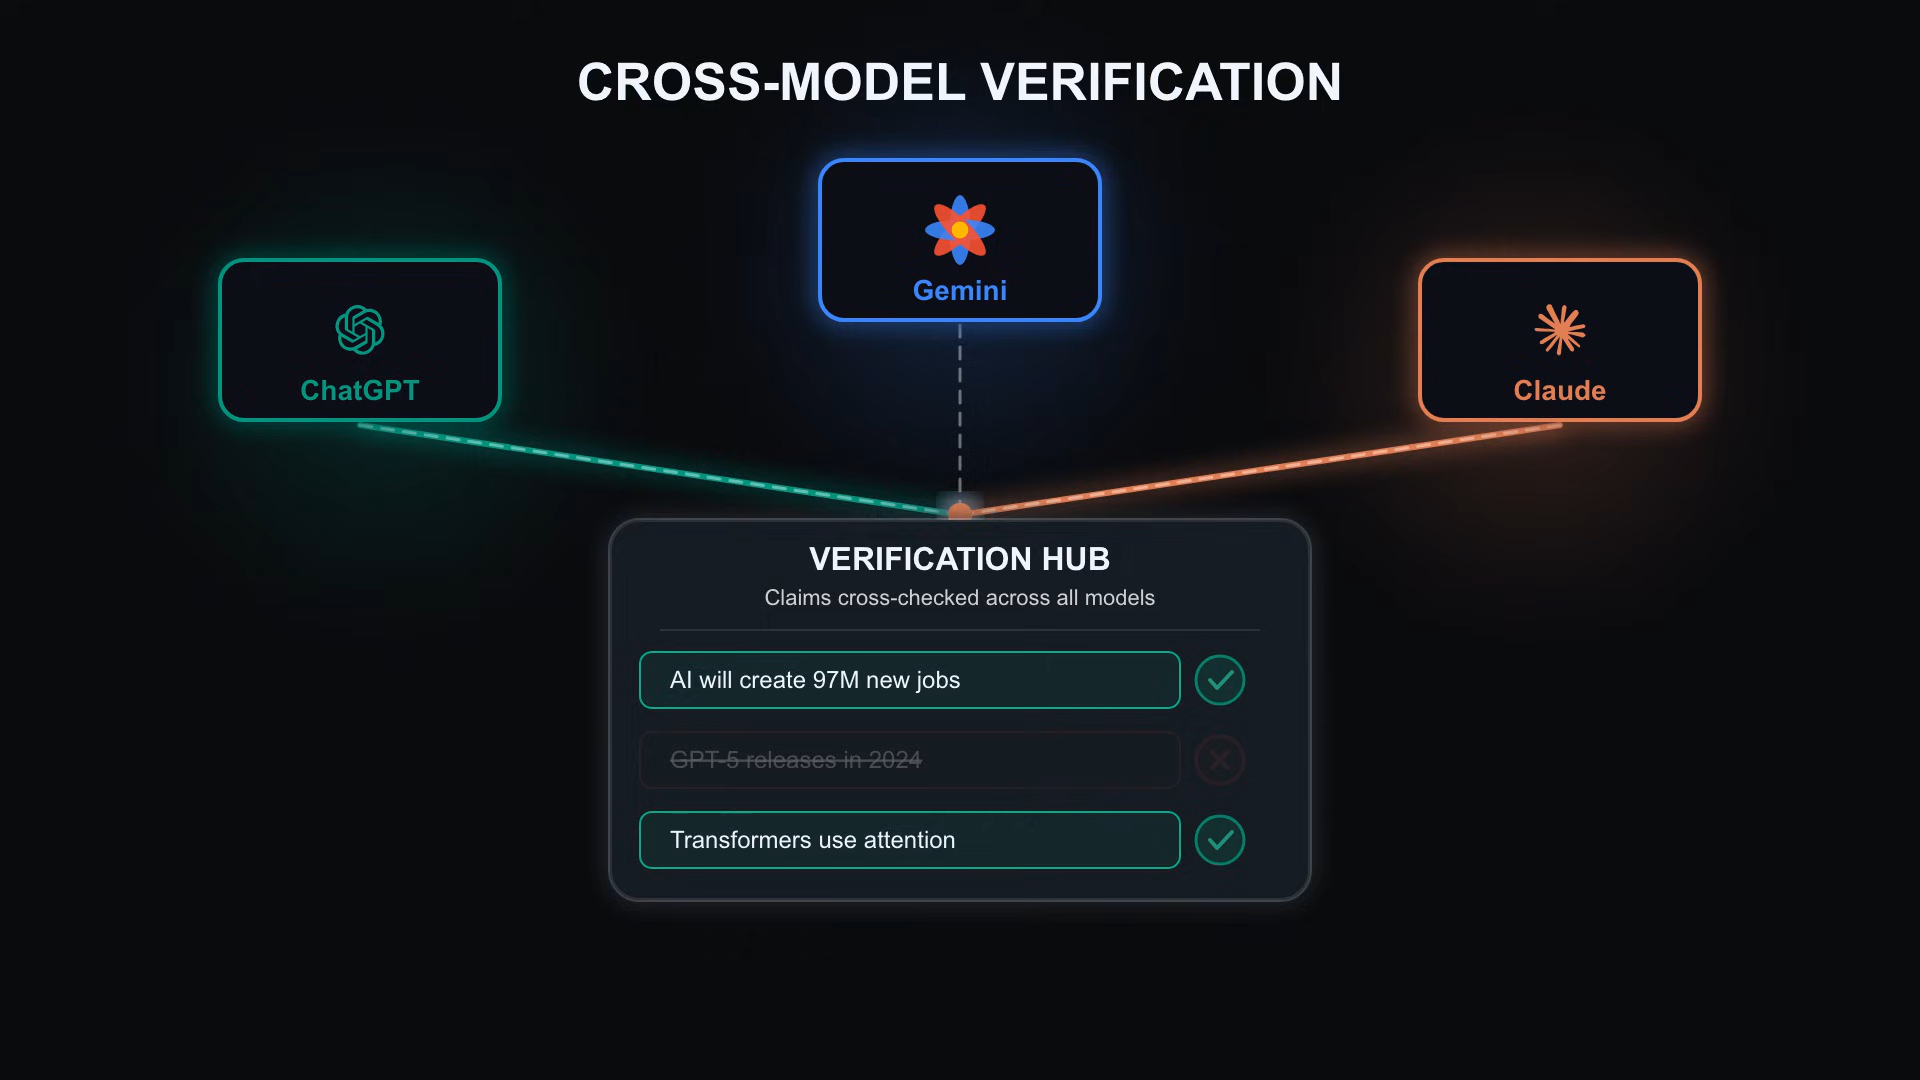 CROSS-MODEL VERIFICATION
Gemini
ChatGPT
Claude
VERIFICATION HUB
Claims cross-checked across all models
AI will create 97M new jobs
GPT-5 releases in 2024
Transformers use attention